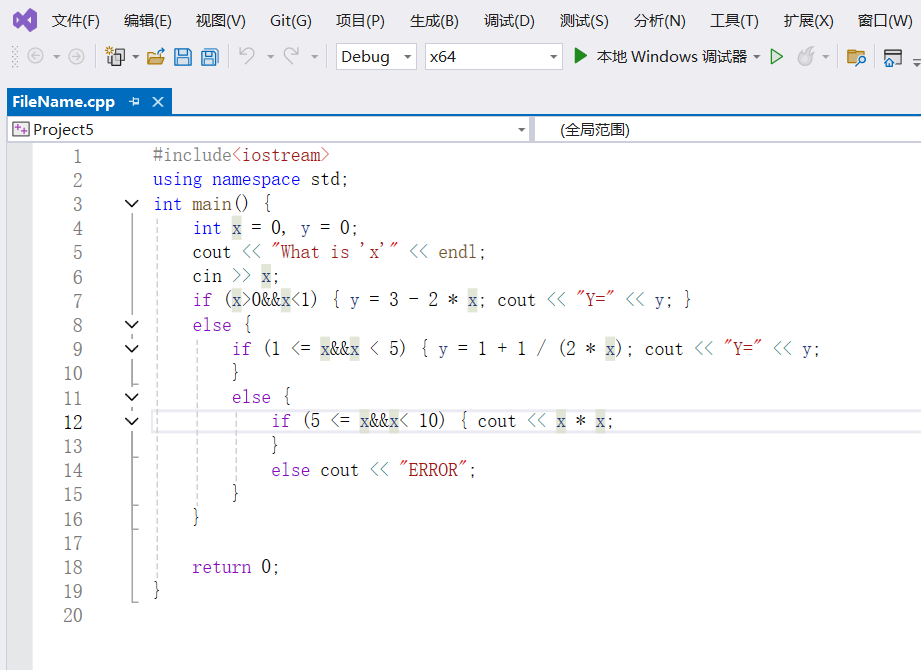 文件(F) 编辑(E) 视图(V) Git(G) 项目(P) 生成(B) 调试(D) 测试(S) 分析(N) 工具(T) 扩展(X) 窗口(W)
Debug x64 本地 Windows 调试器
FileName.cpp
Project5 (全局范围)
1 #include<iostream>
2 using namespace std;
3 int main() {
4 int x = 0, y = 0;
5 cout << "What is 'x'" << endl;
6 cin >> x;
7 if (x>0&&x<1) { y = 3 - 2 * x; cout << "Y=" << y; }
8 else {
9 if (1 <= x&&x < 5) { y = 1 + 1 / (2 * x); cout << "Y=" << y;
10 }
11 else {
12 if (5 <= x&&x< 10) { cout << x * x;
13 }
14 else cout << "ERROR";
15 }
16 }
17
18 return 0;
19 }
20